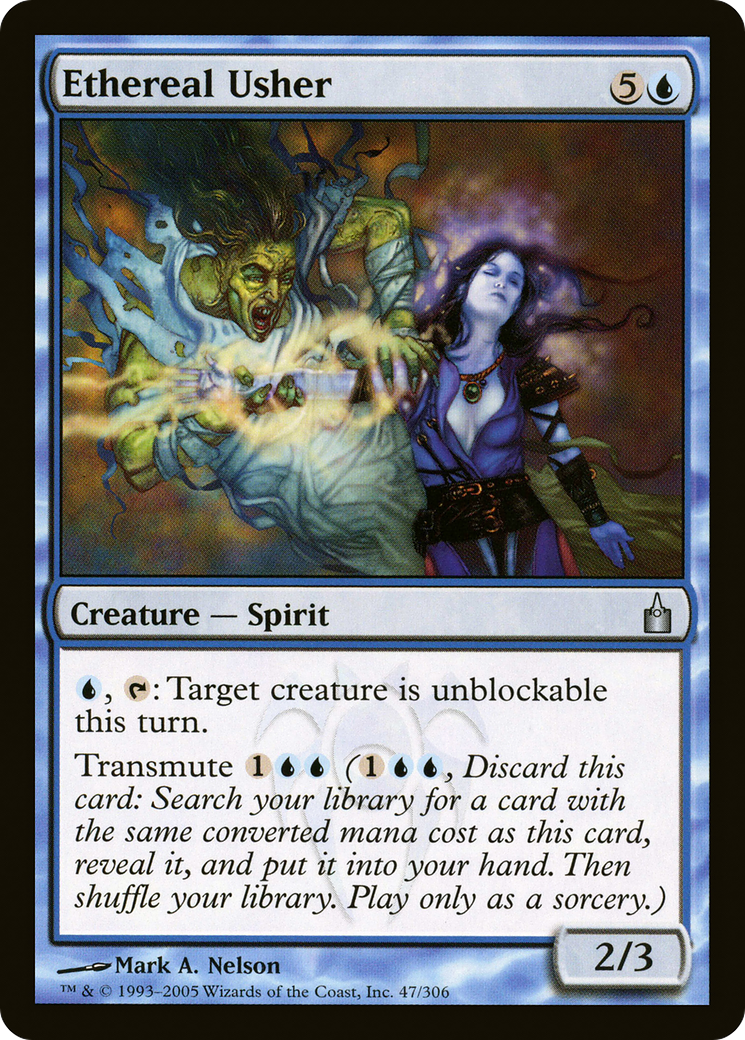 Ethereal Usher 5
Creature — Spirit
, : Target creature is unblockable
this turn.
Transmute 1 (1 , Discard this
card: Search your library for a card with
the same converted mana cost as this card,
reveal it, and put it into your hand. Then
shuffle your library. Play only as a sorcery.)
2/3
Mark A. Nelson
™ & © 1993–2005 Wizards of the Coast, Inc. 47/306